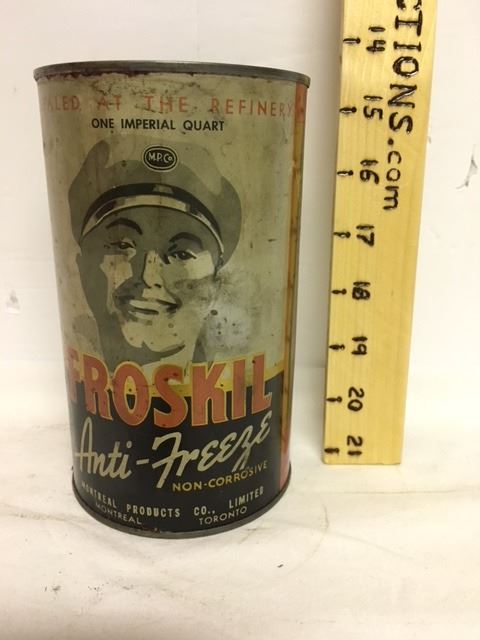 AT THE REFINERY
ONE IMPERIAL QUART
M.P.Co
FROSKIL
Anti-Freeze
NON-CORROSIVE
MONTREAL PRODUCTS CO., LIMITED
MONTREAL TORONTO
CTIONS.com
14
15
16
17
18
19
20
21